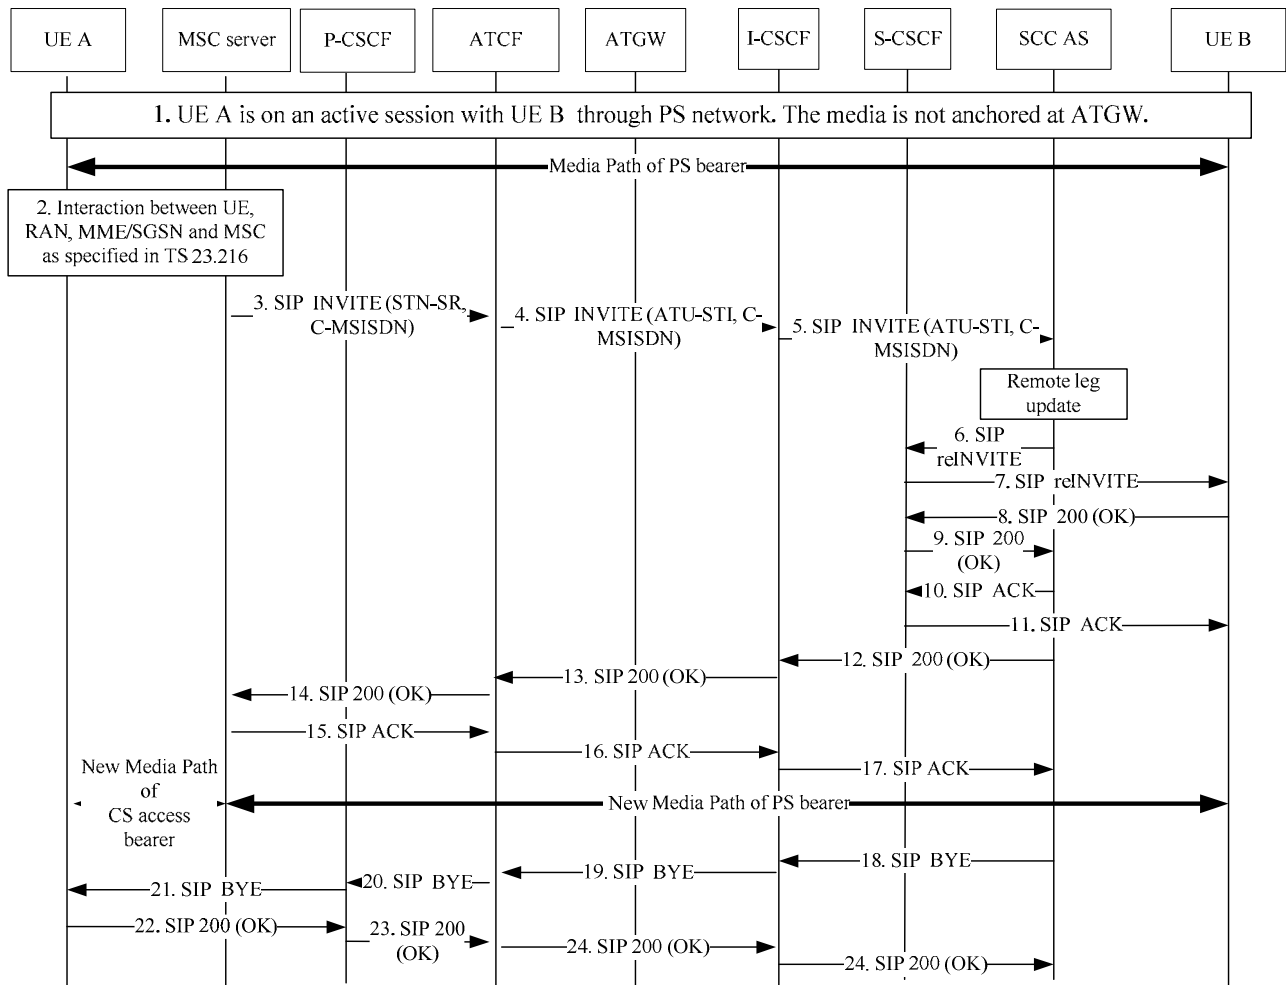 UE A
MSC server
P-CSCF
ATCF
ATGW
I-CSCF
S-CSCF
SCC AS
UE B
1. UE A is on an active session with UE B through PS network. The media is not anchored at ATGW.
Media Path of PS bearer
2. Interaction between UE,
RAN, MME/SGSN and MSC
as specified in TS 23.216
3. SIP INVITE (STN-SR,
C-MSISDN)
4. SIP INVITE (ATU-STI, C-
MSISDN)
5. SIP INVITE (ATU-STI, C-
MSISDN)
Remote leg
update
6. SIP
reINVITE
7. SIP reINVITE
8. SIP 200 (OK)
9. SIP 200
(OK)
10. SIP ACK
11. SIP ACK
12. SIP 200 (OK)
13. SIP 200 (OK)
14. SIP 200 (OK)
15. SIP ACK
16. SIP ACK
17. SIP ACK
New Media Path
of
CS access
bearer
New Media Path of PS bearer
18. SIP BYE
19. SIP BYE
20. SIP BYE
21. SIP BYE
22. SIP 200 (OK)
23. SIP 200
(OK)
24. SIP 200 (OK)
24. SIP 200 (OK)